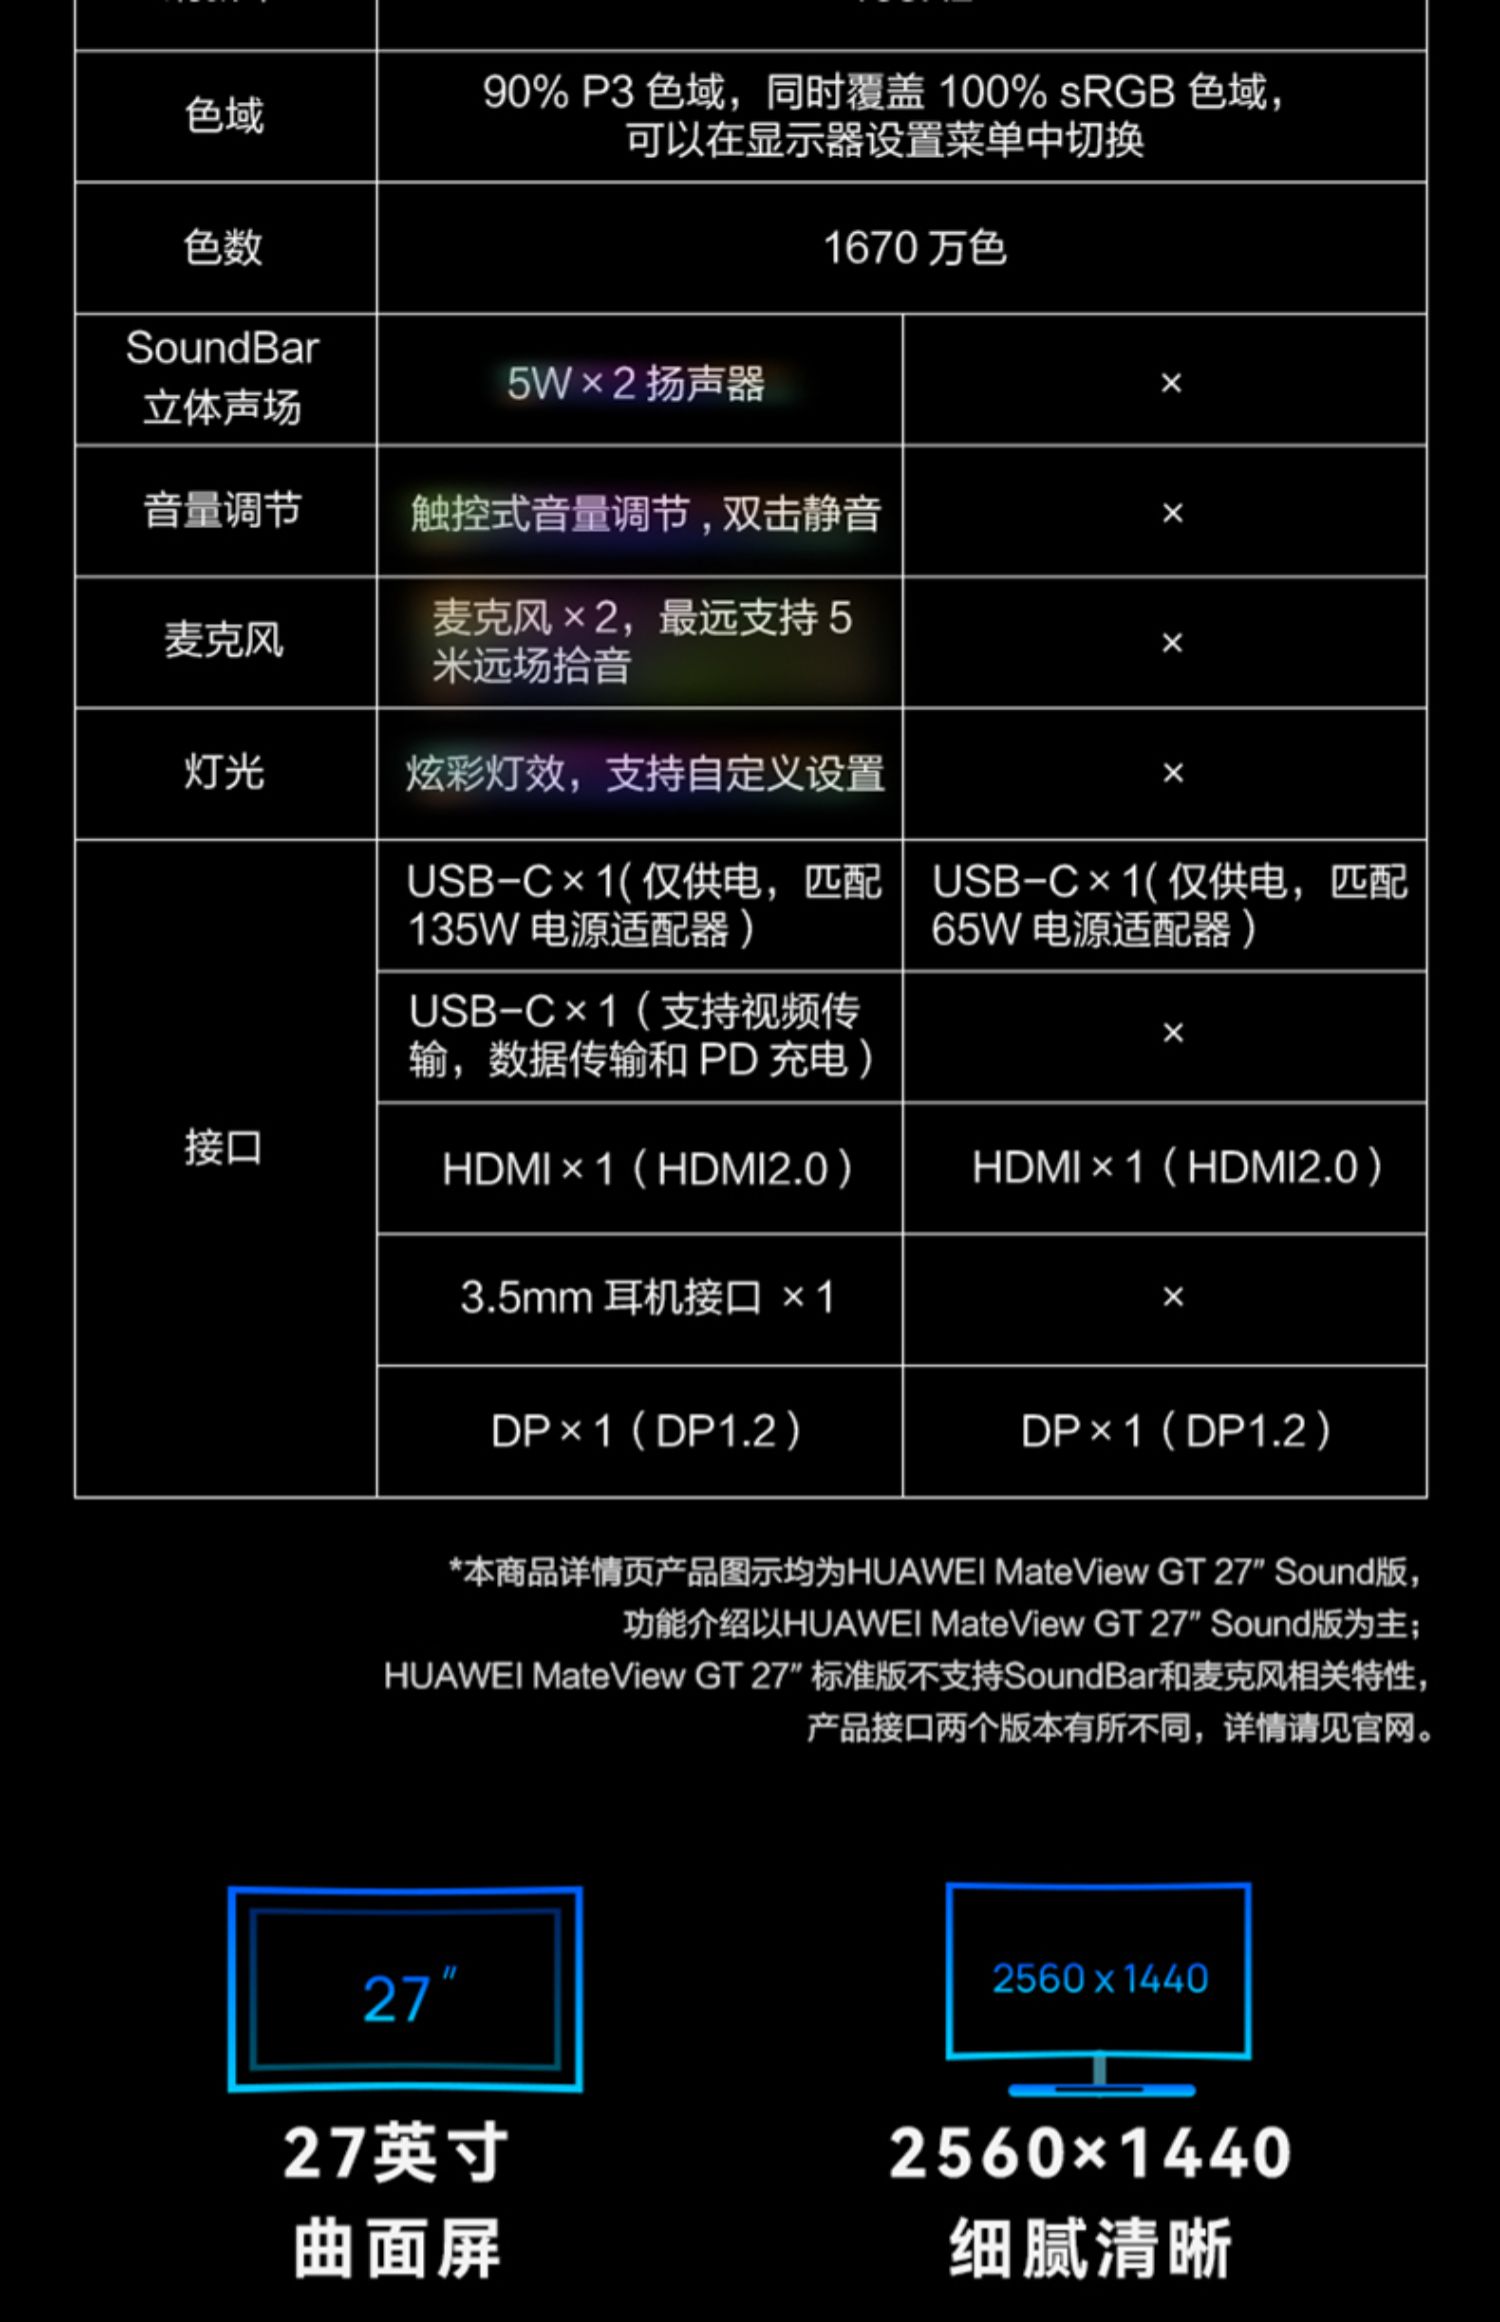 色域
90% P3 色域，同时覆盖 100% sRGB 色域，
可以在显示器设置菜单中切换
色数
1670 万色
SoundBar
立体声场
5W × 2 扬声器
×
音量调节
触控式音量调节 , 双击静音
×
麦克风
麦克风 × 2，最远支持 5
米远场拾音
×
灯光
炫彩灯效，支持自定义设置
×
接口
USB-C × 1( 仅供电，匹配
135W 电源适配器 )
USB-C × 1( 仅供电，匹配
65W 电源适配器 )
USB-C × 1（支持视频传
输，数据传输和 PD 充电）
×
HDMI × 1（HDMI2.0）
HDMI × 1（HDMI2.0）
3.5mm 耳机接口 × 1
×
DP × 1（DP1.2）
DP × 1（DP1.2）
*本商品详情页产品图示均为HUAWEI MateView GT 27″ Sound版，
功能介绍以HUAWEI MateView GT 27″ Sound版为主；
HUAWEI MateView GT 27″ 标准版不支持SoundBar和麦克风相关特性，
产品接口两个版本有所不同，详情请见官网。
27″
2560 x 1440
27英寸
曲面屏
2560×1440
细腻清晰